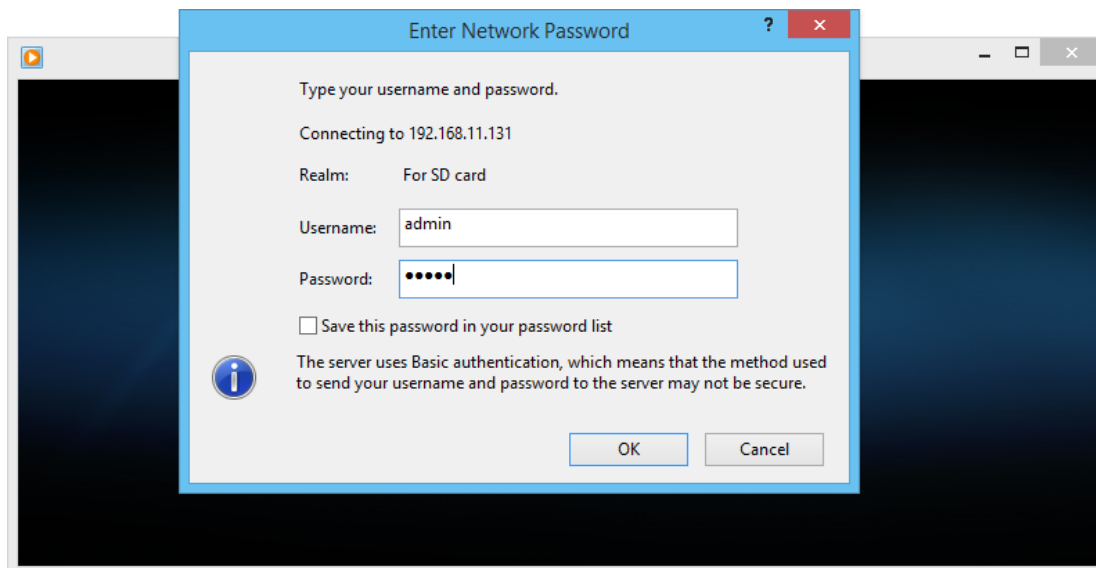 Enter Network Password
Type your username and password.
Connecting to 192.168.11.131
Realm: For SD card
Username: admin
Password: •••••
Save this password in your password list
The server uses Basic authentication, which means that the method used
to send your username and password to the server may not be secure.
OK Cancel